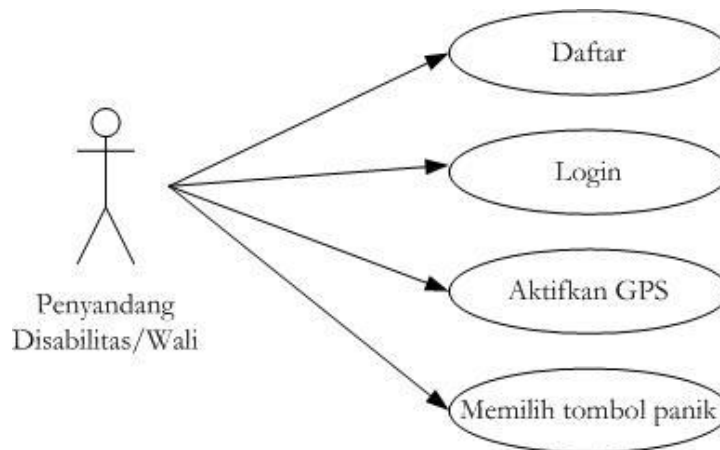 Daftar
Login
Aktifkan GPS
Memilih tombol panik
Penyandang
Disabilitas/Wali